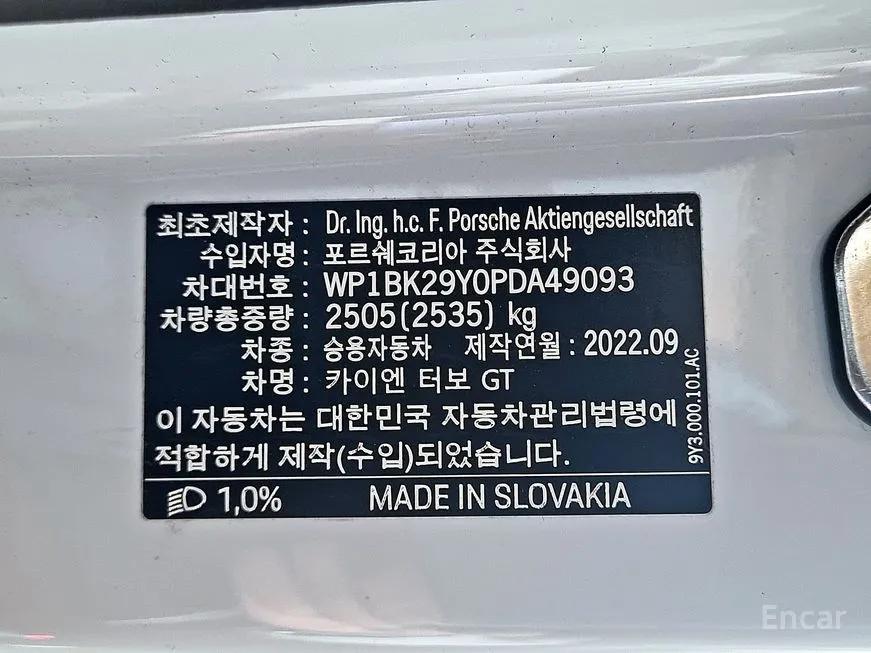 최초제작자 : Dr. Ing. h.c. F. Porsche Aktiengesellschaft
수입자명 : 포르쉐코리아 주식회사
차대번호 : WP1BK29Y0PDA49093
차량총중량 : 2505(2535) kg
차종 : 승용자동차 제작연월 : 2022.09
차명 : 카이엔 터보 GT
이 자동차는 대한민국 자동차관리법령에
적합하게 제작(수입)되었습니다.
9Y3.000.101.AC
1,0% MADE IN SLOVAKIA
Encar